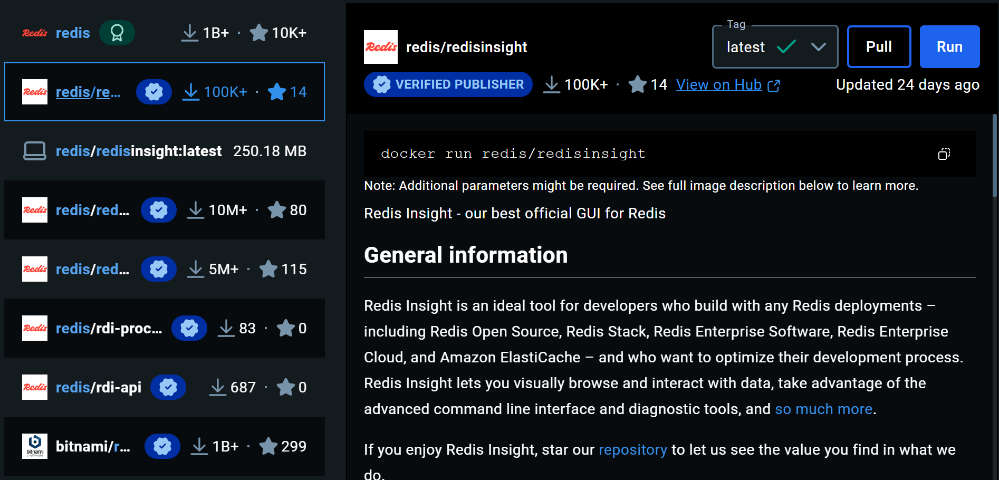 Redis redis 1B+ · 10K+
Redis redis/re... 100K+ · 14
redis/redisinsight:latest 250.18 MB
Redis redis/red... 10M+ · 80
Redis redis/red... 5M+ · 115
Redis redis/rdi-proc... 83 · 0
Redis redis/rdi-api 687 · 0
bitnami
by vmware
bitnami/r... 1B+ · 299
Redis redis/redisinsight
Tag
latest
Pull
Run
VERIFIED PUBLISHER 100K+ · 14 View on Hub Updated 24 days ago
docker run redis/redisinsight
Note: Additional parameters might be required. See full image description below to learn more.
Redis Insight - our best official GUI for Redis
General information
Redis Insight is an ideal tool for developers who build with any Redis deployments –
including Redis Open Source, Redis Stack, Redis Enterprise Software, Redis Enterprise
Cloud, and Amazon ElastiCache – and who want to optimize their development process.
Redis Insight lets you visually browse and interact with data, take advantage of the
advanced command line interface and diagnostic tools, and so much more.
If you enjoy Redis Insight, star our repository to let us see the value you find in what we
do.